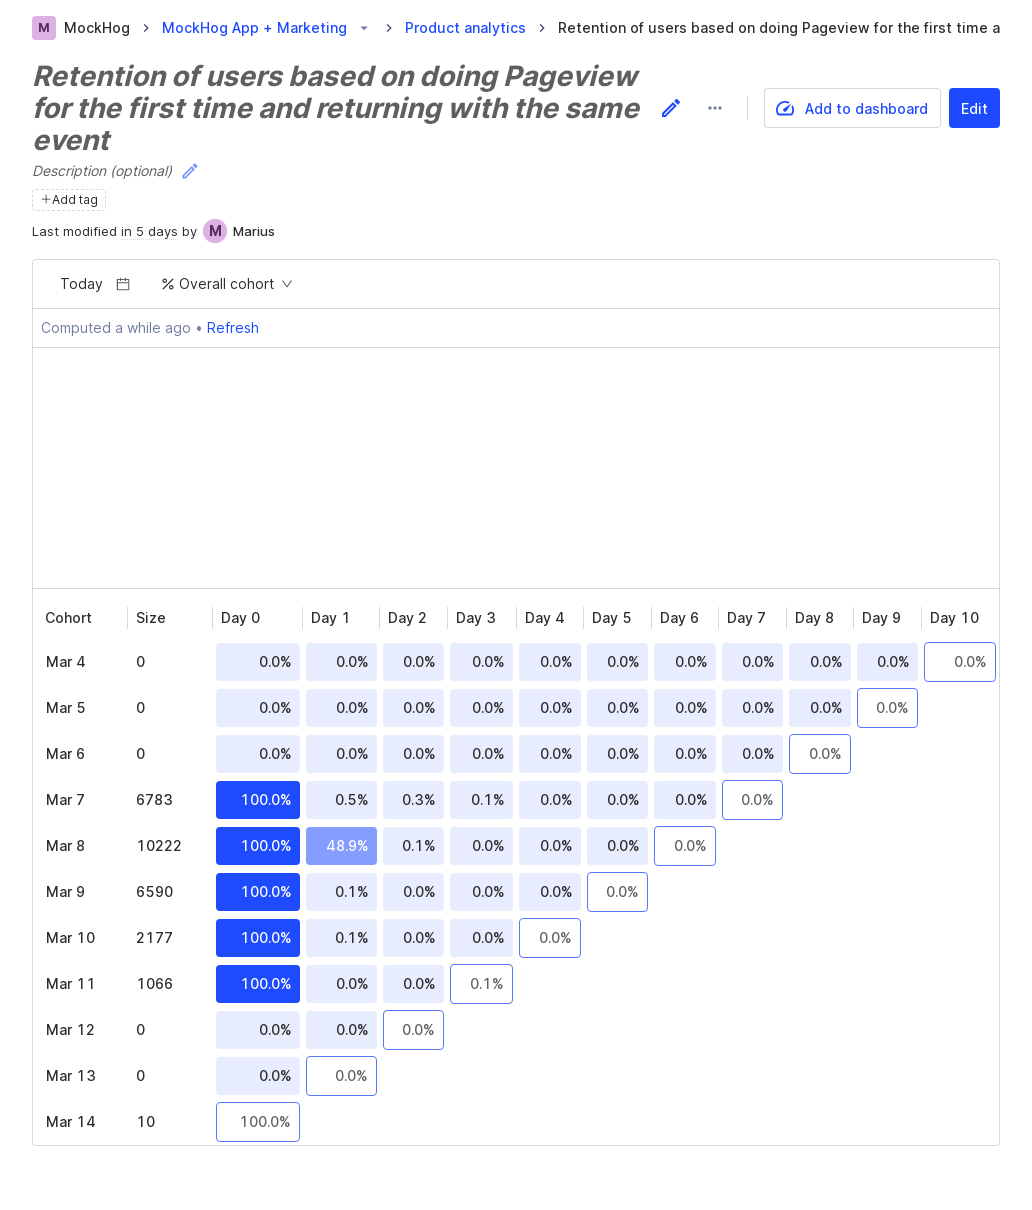 M MockHog > MockHog App + Marketing > Product analytics > Retention of users based on doing Pageview for the first time a
Retention of users based on doing Pageview
for the first time and returning with the same
event
Add to dashboard Edit
Description (optional)
+Add tag
Last modified in 5 days by M Marius
Today % Overall cohort
Computed a while ago • Refresh
Cohort Size Day 0 Day 1 Day 2 Day 3 Day 4 Day 5 Day 6 Day 7 Day 8 Day 9 Day 10
Mar 4 0 0.0% 0.0% 0.0% 0.0% 0.0% 0.0% 0.0% 0.0% 0.0% 0.0% 0.0%
Mar 5 0 0.0% 0.0% 0.0% 0.0% 0.0% 0.0% 0.0% 0.0% 0.0% 0.0%
Mar 6 0 0.0% 0.0% 0.0% 0.0% 0.0% 0.0% 0.0% 0.0% 0.0%
Mar 7 6783 100.0% 0.5% 0.3% 0.1% 0.0% 0.0% 0.0% 0.0%
Mar 8 10222 100.0% 48.9% 0.1% 0.0% 0.0% 0.0% 0.0%
Mar 9 6590 100.0% 0.1% 0.0% 0.0% 0.0% 0.0%
Mar 10 2177 100.0% 0.1% 0.0% 0.0% 0.0%
Mar 11 1066 100.0% 0.0% 0.0% 0.1%
Mar 12 0 0.0% 0.0% 0.0%
Mar 13 0 0.0% 0.0%
Mar 14 10 100.0%